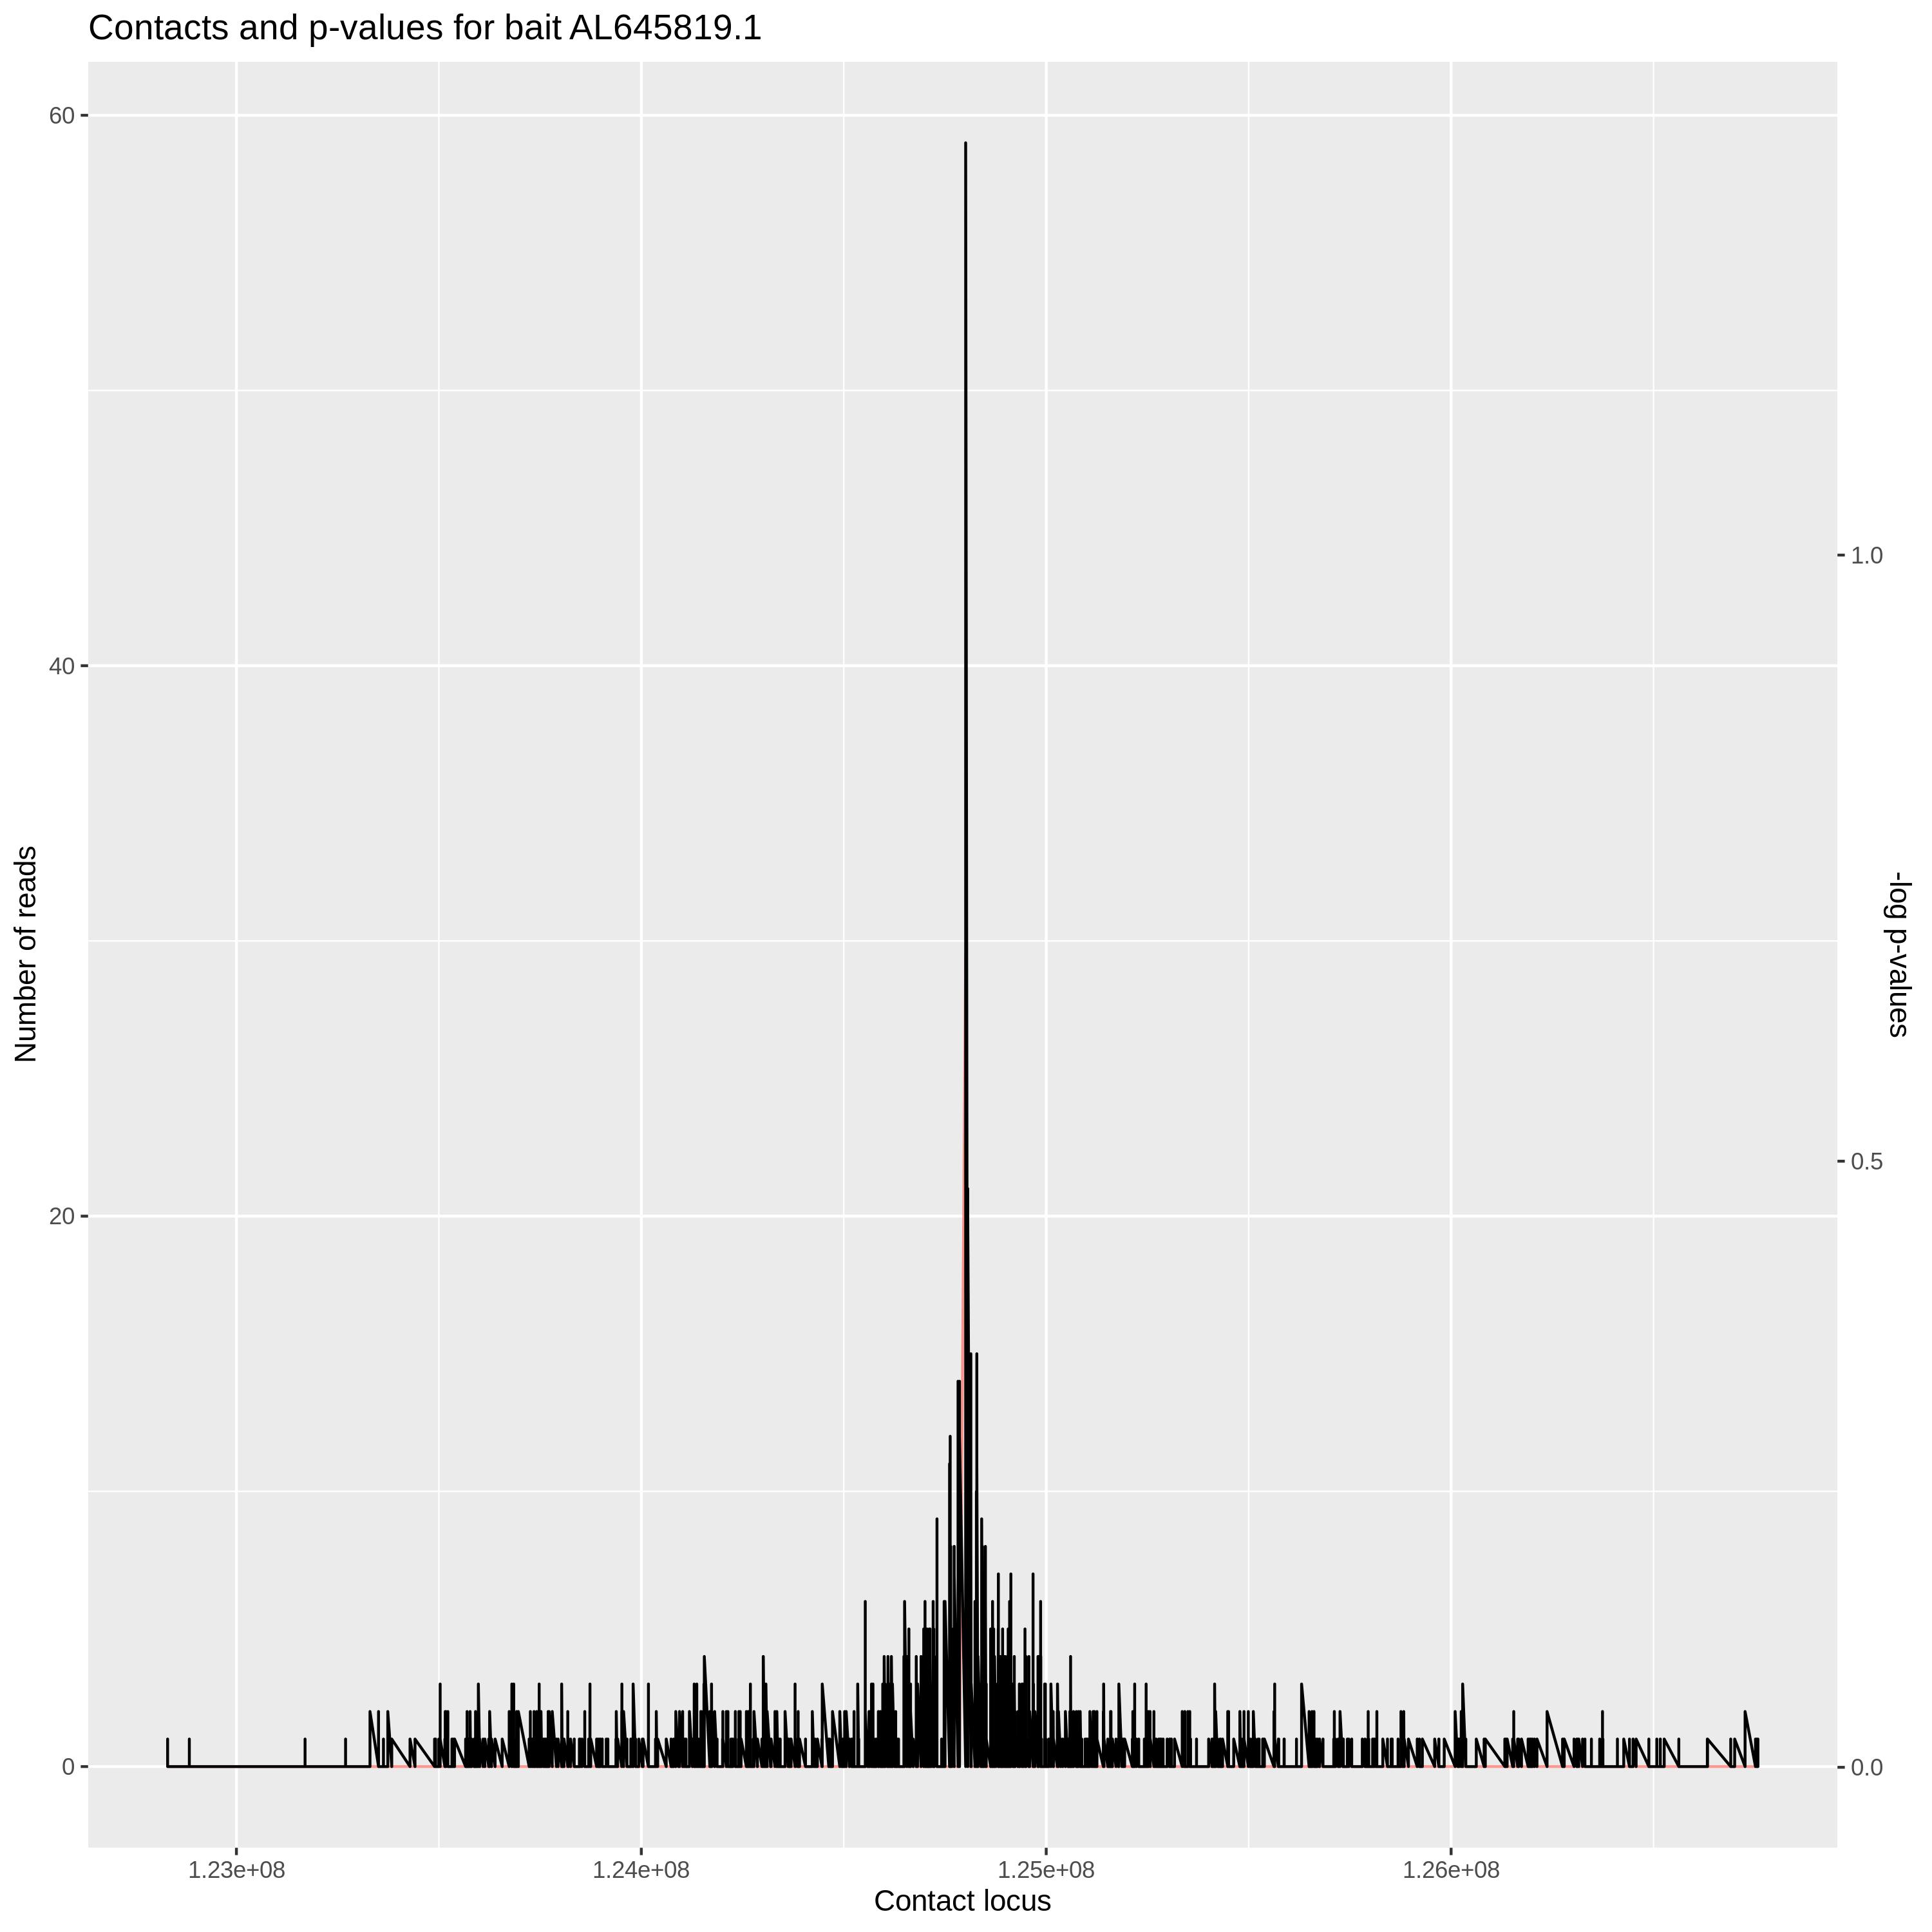 Contacts and p-values for bait AL645819.1
60
40
20
0
Number of reads
1.0
0.5
0.0
-log p-values
1.23e+08
1.24e+08
1.25e+08
1.26e+08
Contact locus